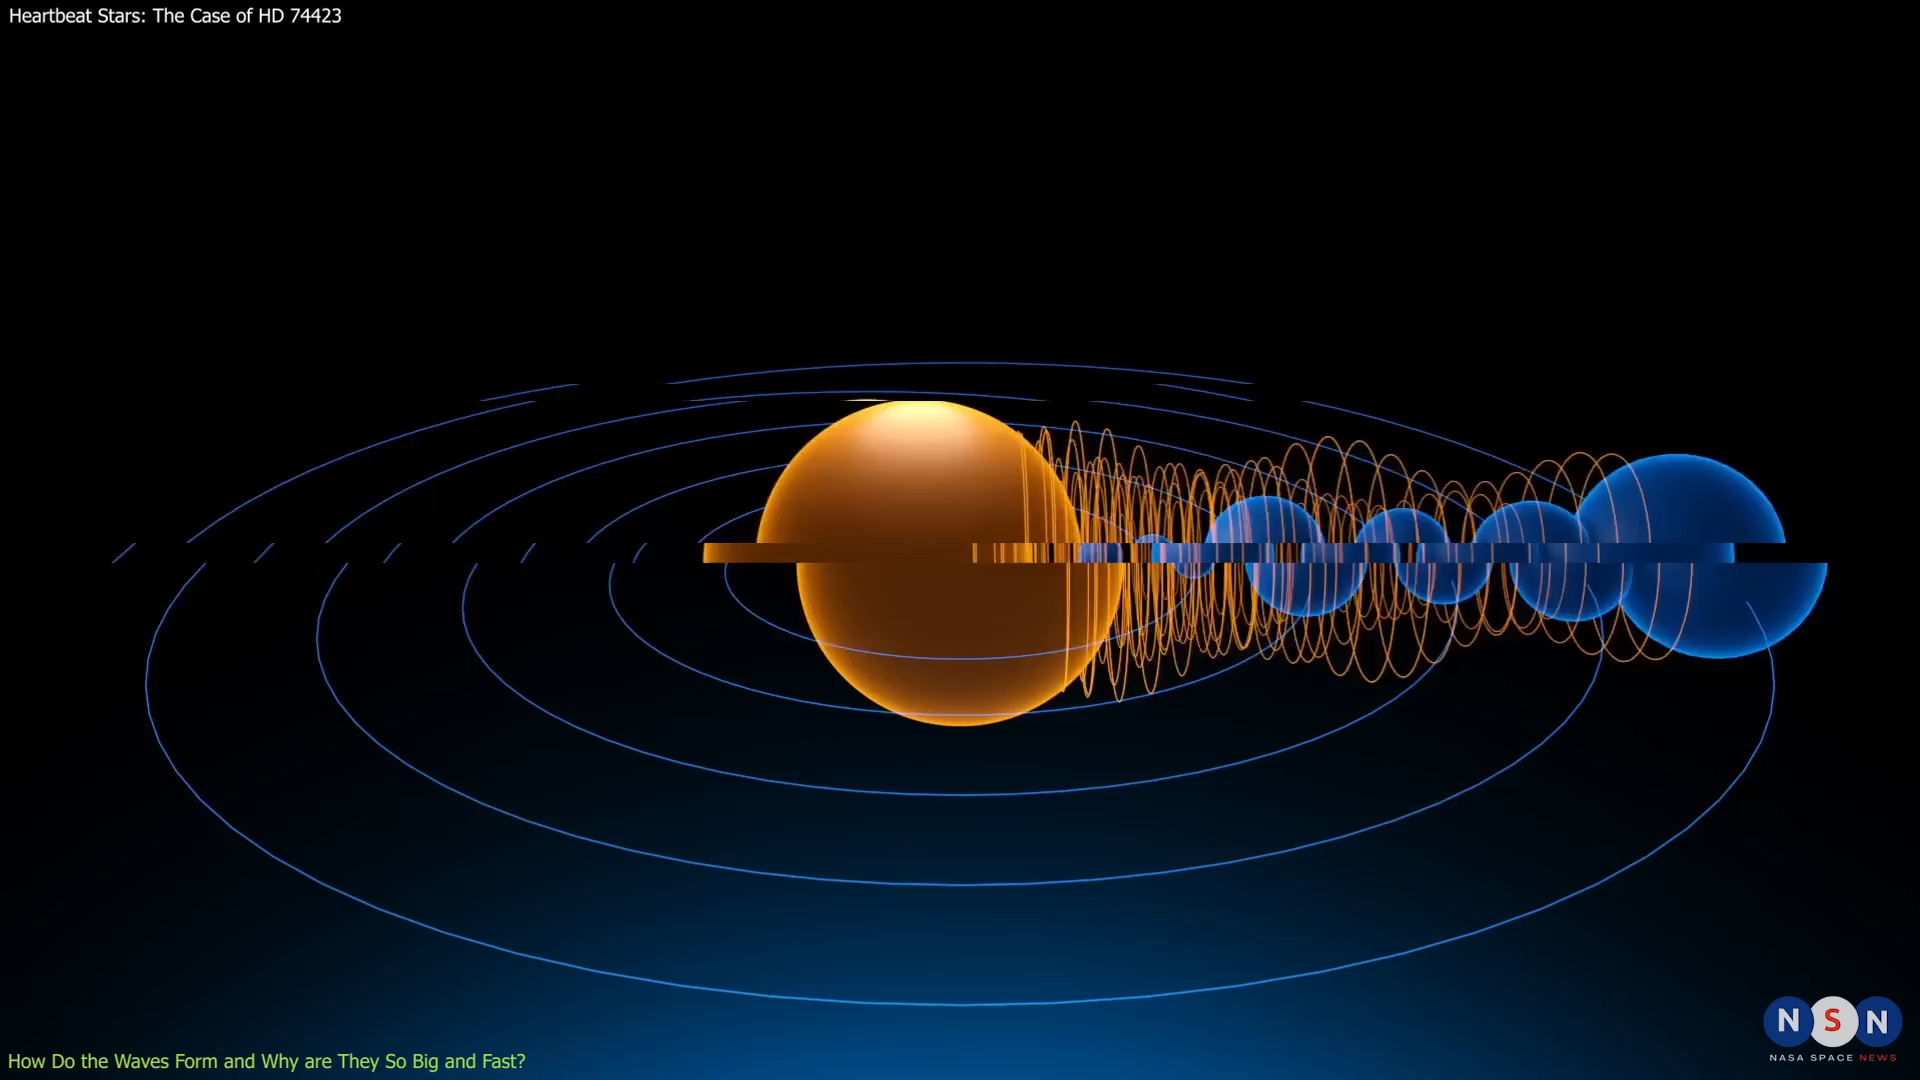 Heartbeat Stars: The Case of HD 74423
How Do the Waves Form and Why are They So Big and Fast?
N S N
NASA SPACE NEWS